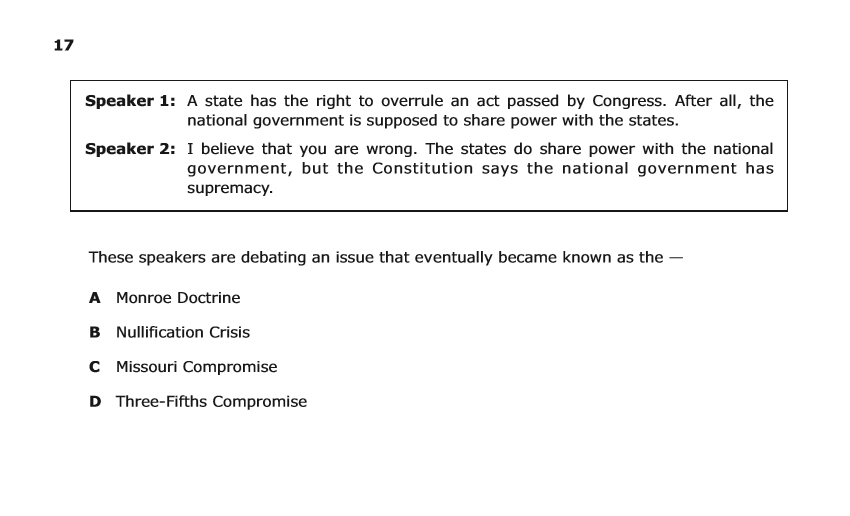 17
Speaker 1: A state has the right to overrule an act passed by Congress. After all, the
national government is supposed to share power with the states.
Speaker 2: I believe that you are wrong. The states do share power with the national
government, but the Constitution says the national government has
supremacy.
These speakers are debating an issue that eventually became known as the —
A Monroe Doctrine
B Nullification Crisis
C Missouri Compromise
D Three-Fifths Compromise